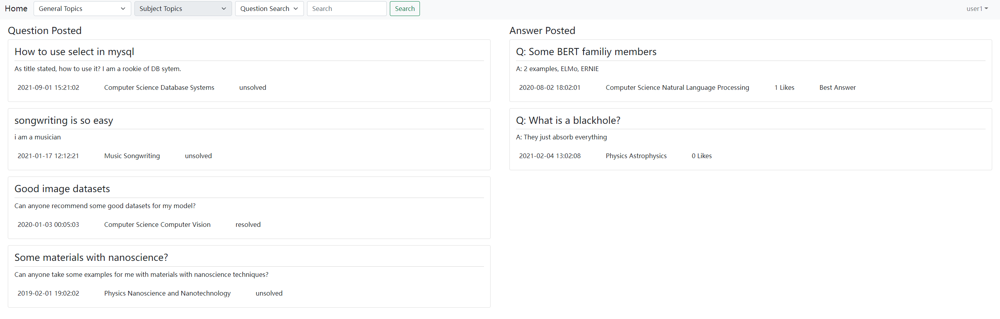 Home General Topics Subject Topics Question Search Search Search user1
Question Posted
How to use select in mysql
As title stated, how to use it? I am a rookie of DB sytem.
2021-09-01 15:21:02 Computer Science Database Systems unsolved
songwriting is so easy
i am a musician
2021-01-17 12:12:21 Music Songwriting unsolved
Good image datasets
Can anyone recommend some good datasets for my model?
2020-01-03 00:05:03 Computer Science Computer Vision resolved
Some materials with nanoscience?
Can anyone take some examples for me with materials with nanoscience techniques?
2019-02-01 19:02:02 Physics Nanoscience and Nanotechnology unsolved
Answer Posted
Q: Some BERT familiy members
A: 2 examples, ELMo, ERNIE
2020-08-02 18:02:01 Computer Science Natural Language Processing 1 Likes Best Answer
Q: What is a blackhole?
A: They just absorb everything
2021-02-04 13:02:08 Physics Astrophysics 0 Likes